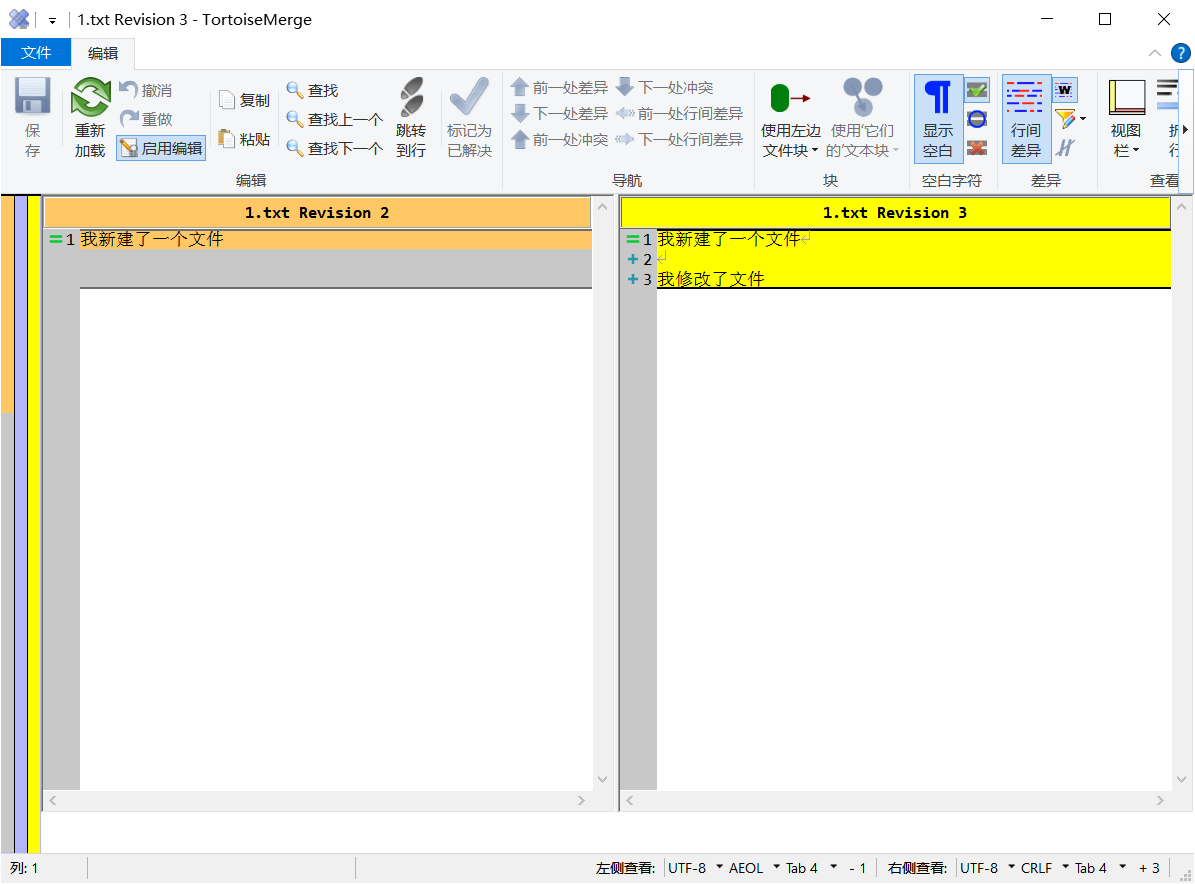 1.txt Revision 3 - TortoiseMerge
文件 编辑
保存
重新加载
撤消
重做
启用编辑
复制
粘贴
查找
查找上一个
查找下一个
跳转到行
标记为已解决
编辑
前一处差异 下一处冲突
下一处差异 前一处行间差异
前一处冲突 下一处行间差异
导航
使用左边文件块
使用'它们的'文本块
块
显示空白
空白字符
行间差异
差异
视图栏
查看
1.txt Revision 2
1 我新建了一个文件
1.txt Revision 3
1 我新建了一个文件
2
3 我修改了文件
列: 1
左侧查看: UTF-8 AEOL Tab 4 - 1
右侧查看: UTF-8 CRLF Tab 4 + 3